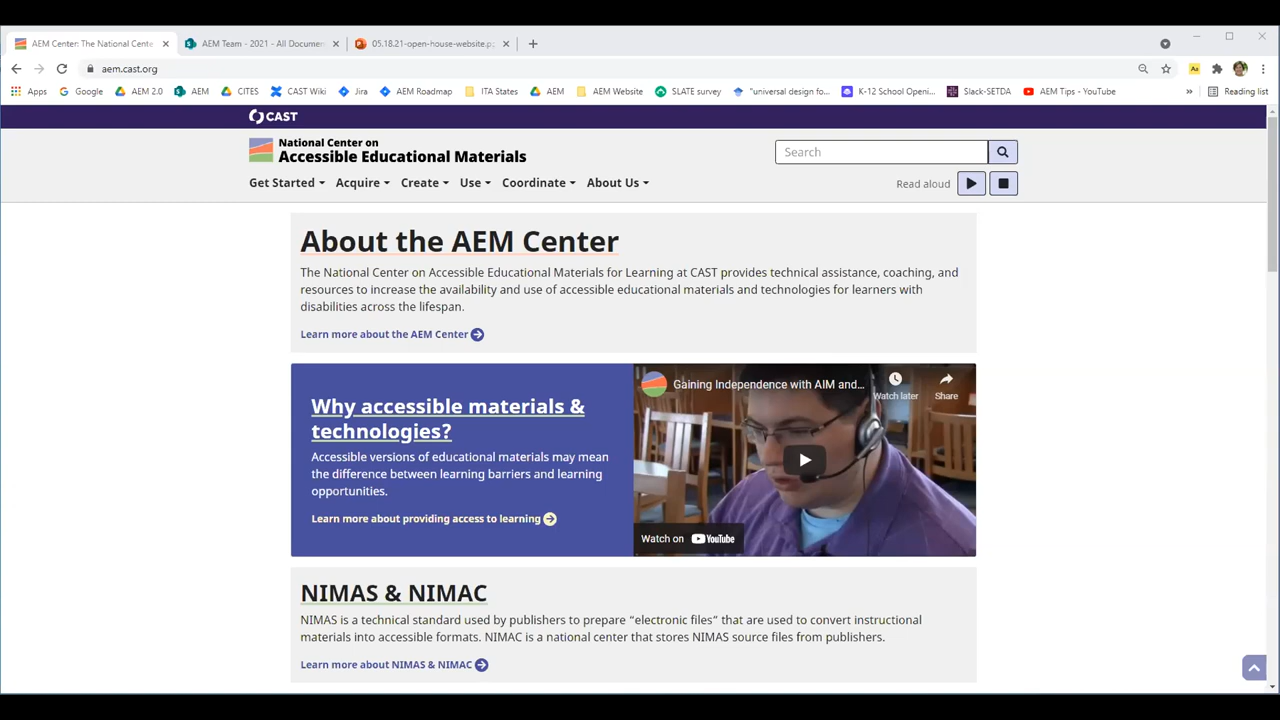 AEM Center: The National Cente
AEM Team - 2021 - All Documen
05.18.21-open-house-website.p
aem.cast.org
Apps
Google
AEM 2.0
AEM
CITES
CAST Wiki
Jira
AEM Roadmap
ITA States
AEM
AEM Website
SLATE survey
"universal design fo...
K-12 School Openi...
Slack-SETDA
AEM Tips - YouTube
»
Reading list
CAST
National Center on
Accessible Educational Materials
Search
Get Started
Acquire
Create
Use
Coordinate
About Us
Read aloud
About the AEM Center
The National Center on Accessible Educational Materials for Learning at CAST provides technical assistance, coaching, and
resources to increase the availability and use of accessible educational materials and technologies for learners with
disabilities across the lifespan.
Learn more about the AEM Center
Why accessible materials &
technologies?
Accessible versions of educational materials may mean
the difference between learning barriers and learning
opportunities.
Learn more about providing access to learning
Gaining Independence with AIM and...
Watch later
Share
Watch on YouTube
NIMAS & NIMAC
NIMAS is a technical standard used by publishers to prepare “electronic files” that are used to convert instructional
materials into accessible formats. NIMAC is a national center that stores NIMAS source files from publishers.
Learn more about NIMAS & NIMAC